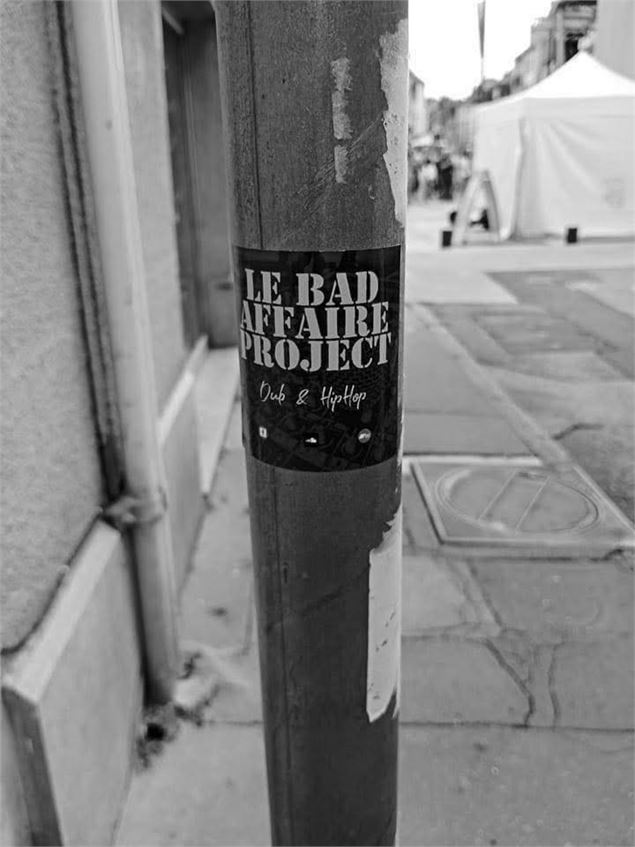 LE BAD
AFFAIRE
PROJECT
Dub & HipHop